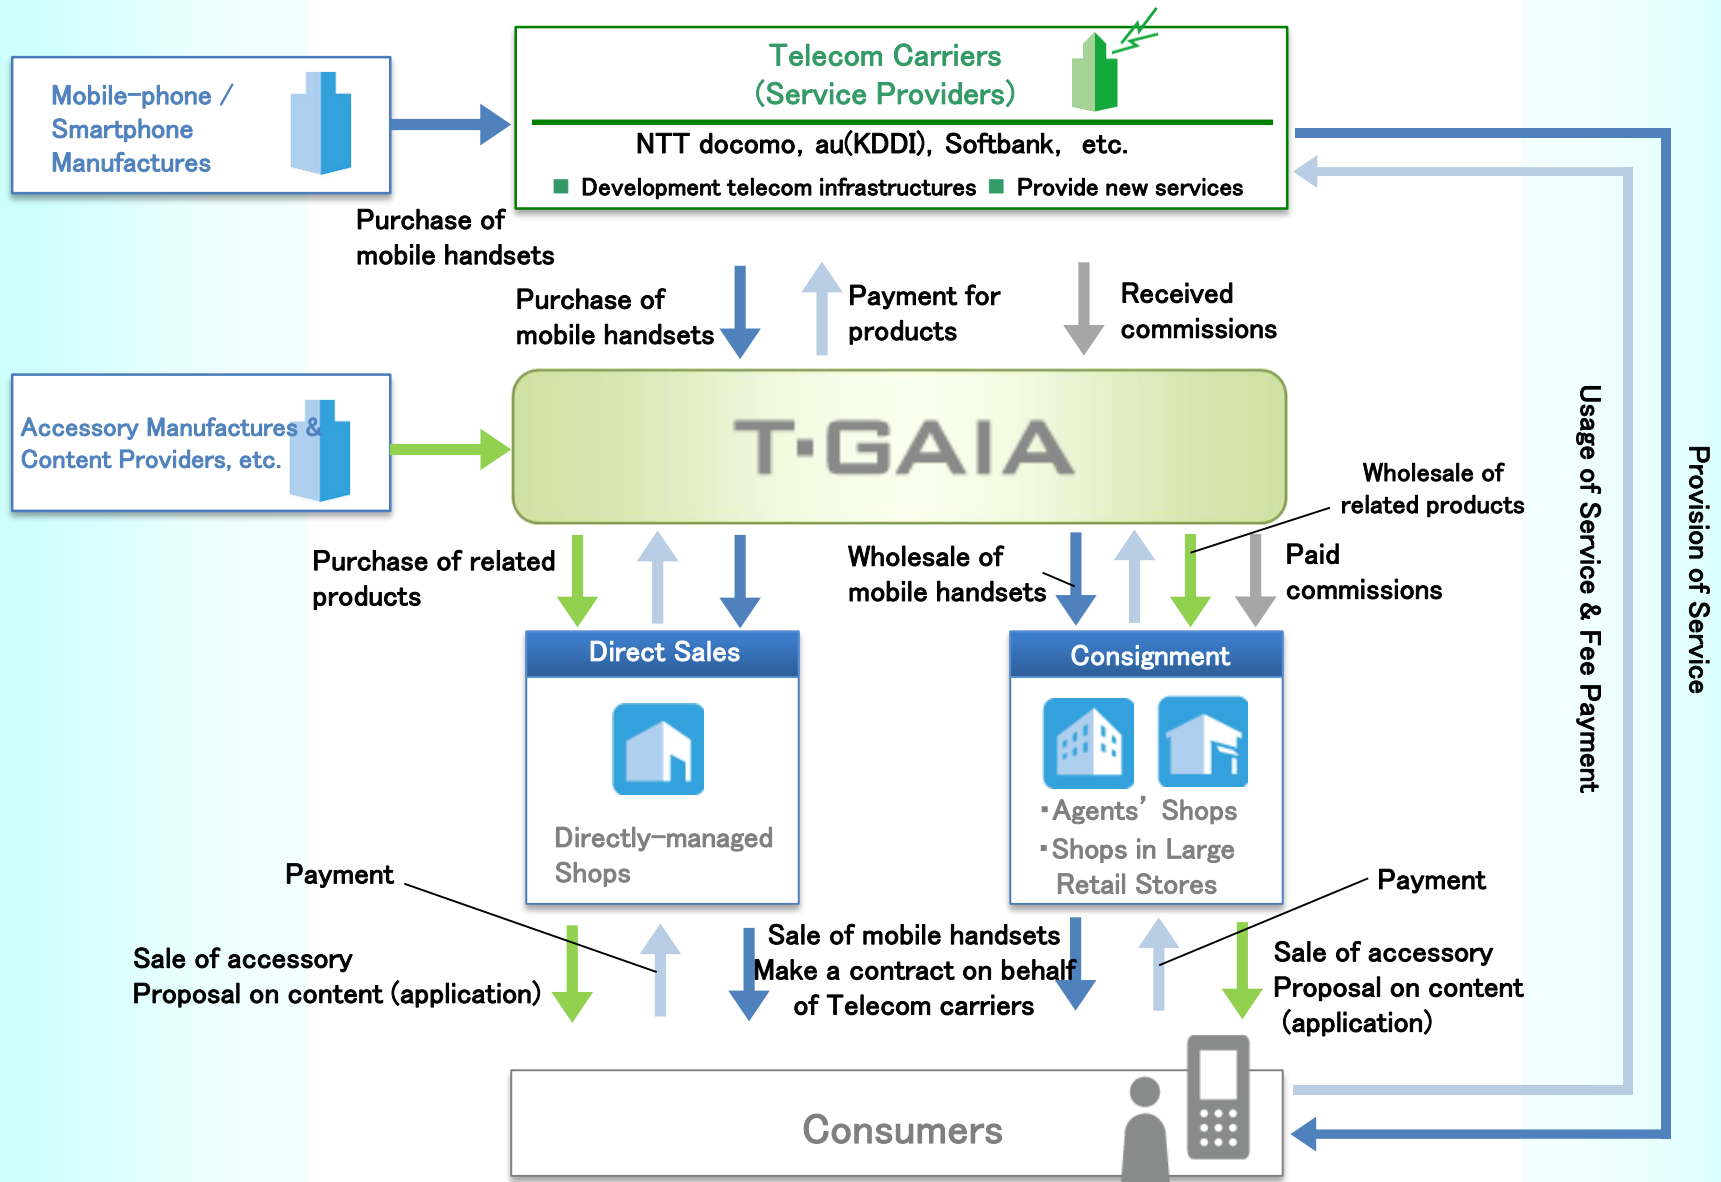 Telecom Carriers
(Service Providers)
NTT docomo, au(KDDI), Softbank, etc.
■ Development telecom infrastructures ■ Provide new services
Mobile-phone /
Smartphone
Manufactures
Purchase of
mobile handsets
Purchase of
mobile handsets
Payment for
products
Received
commissions
Accessory Manufactures &
Content Providers, etc.
T·GAIA
Wholesale of
related products
Purchase of related
products
Wholesale of
mobile handsets
Paid
commissions
Usage of Service & Fee Payment
Provision of Service
Direct Sales
Directly-managed
Shops
Consignment
・Agents’ Shops
・Shops in Large
Retail Stores
Payment
Sale of accessory
Proposal on content (application)
Sale of mobile handsets
Make a contract on behalf
of Telecom carriers
Payment
Sale of accessory
Proposal on content
(application)
Consumers